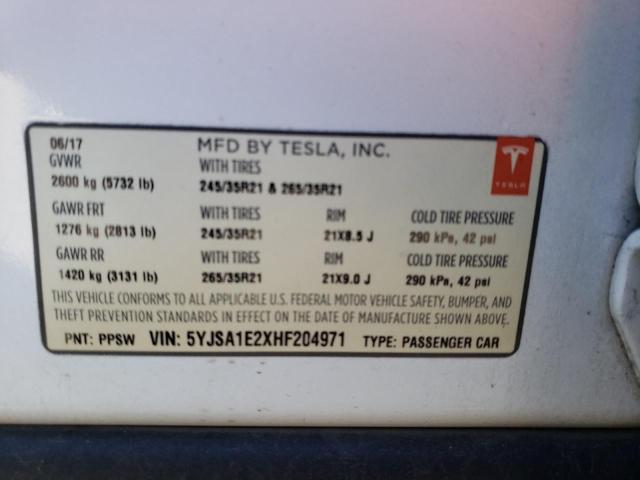 06/17 MFD BY TESLA, INC.
GVWR WITH TIRES
2600 kg (5732 lb) 245/35R21 & 265/35R21
TESLA
GAWR FRT WITH TIRES RIM COLD TIRE PRESSURE
1276 kg (2813 lb) 245/35R21 21X8.5 J 290 kPa, 42 psi
GAWR RR WITH TIRES RIM COLD TIRE PRESSURE
1420 kg (3131 lb) 265/35R21 21X9.0 J 290 kPa, 42 psi
THIS VEHICLE CONFORMS TO ALL APPLICABLE U.S. FEDERAL MOTOR VEHICLE SAFETY, BUMPER, AND
THEFT PREVENTION STANDARDS IN EFFECT ON THE DATE OF MANUFACTURE SHOWN ABOVE.
PNT: PPSW VIN: 5YJSA1E2XHF204971 TYPE: PASSENGER CAR